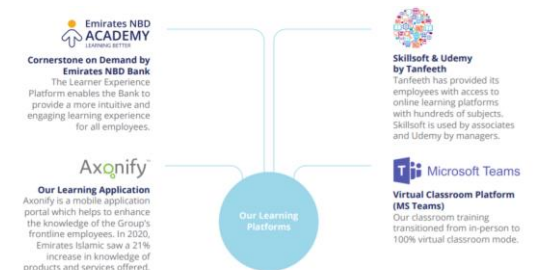 Emirates NBD
ACADEMY
LEARNING BETTER
Cornerstone on Demand by
Emirates NBD Bank
The Learner Experience
Platform enables the Bank to
provide a more intuitive and
engaging learning experience
for all employees.
Skillsoft & Udemy
by Tanfeeth
Tanfeeth has provided its
employees with access to
online learning platforms
with hundreds of subjects.
Skillsoft is used by associates
and Udemy by managers.
Axonify
Our Learning Application
Axonify is a mobile application
portal which helps to enhance
the knowledge of the Group's
frontline employees. In 2020,
Emirates Islamic saw a 21%
increase in knowledge of
products and services offered.
Our Learning
Platforms
Microsoft Teams
Virtual Classroom Platform
(MS Teams)
Our classroom training
transitioned from in-person to
100% virtual classroom mode.